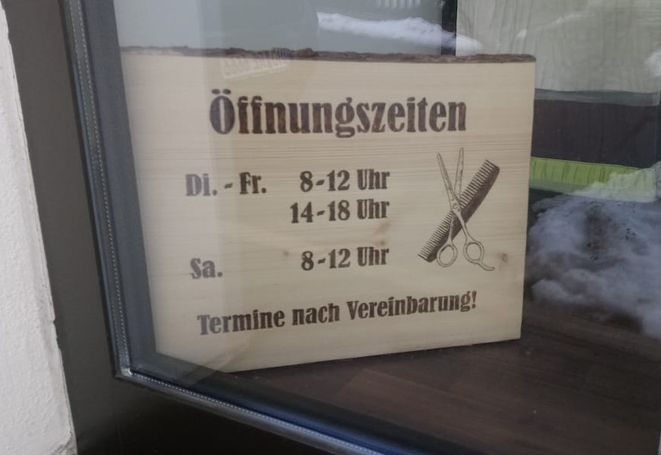 Öffnungszeiten
Di. - Fr. 8-12 Uhr
14-18 Uhr
Sa. 8-12 Uhr
Termine nach Vereinbarung!